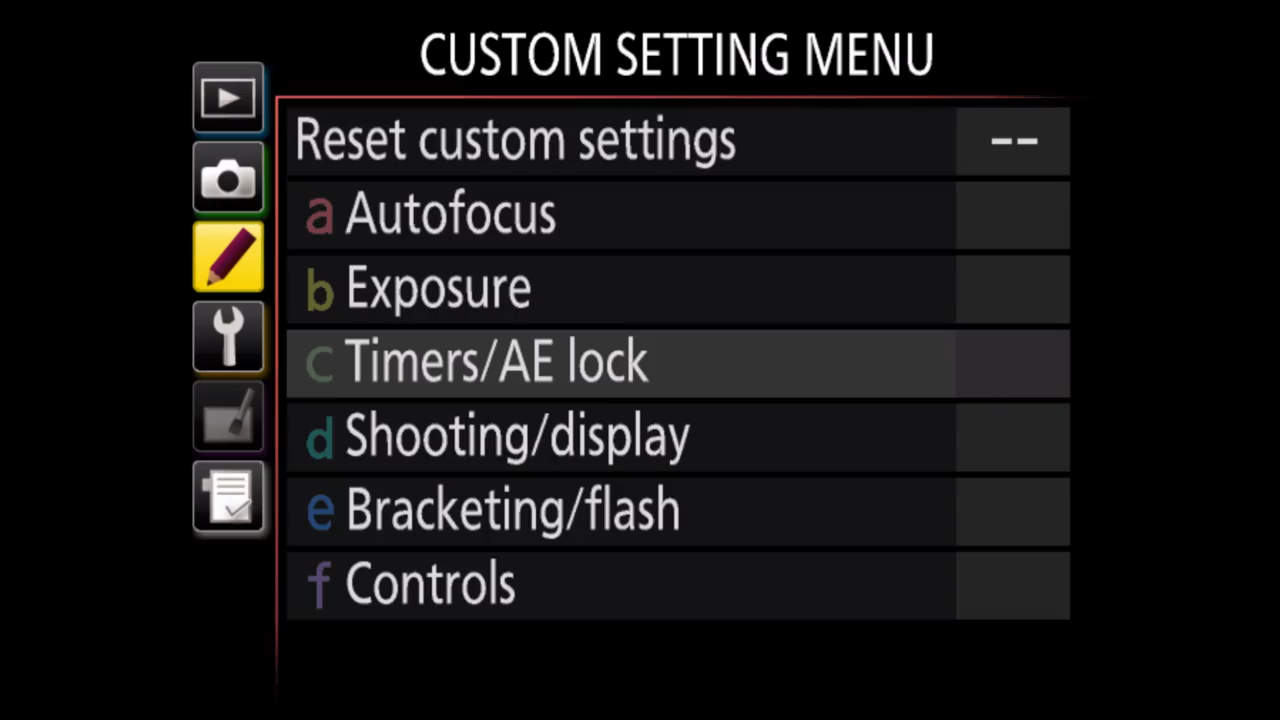 CUSTOM SETTING MENU
Reset custom settings --
a Autofocus
b Exposure
c Timers/AE lock
d Shooting/display
e Bracketing/flash
f Controls